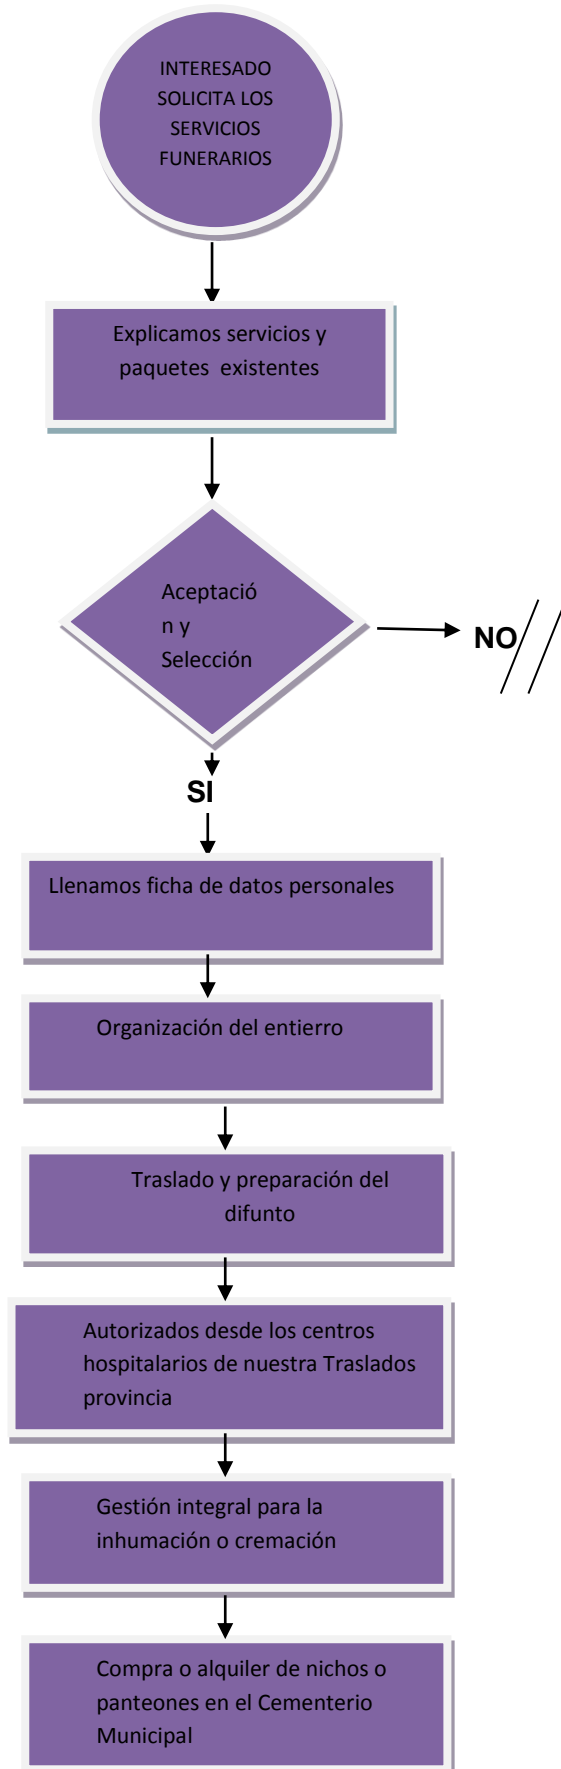 INTERESADO
SOLICITA LOS
SERVICIOS
FUNERARIOS
Explicamos servicios y
paquetes existentes
Aceptació
n y
Selección
NO
SI
Llenamos ficha de datos personales
Organización del entierro
Traslado y preparación del
difunto
Autorizados desde los centros
hospitalarios de nuestra Traslados
provincia
Gestión integral para la
inhumación o cremación
Compra o alquiler de nichos o
panteones en el Cementerio
Municipal